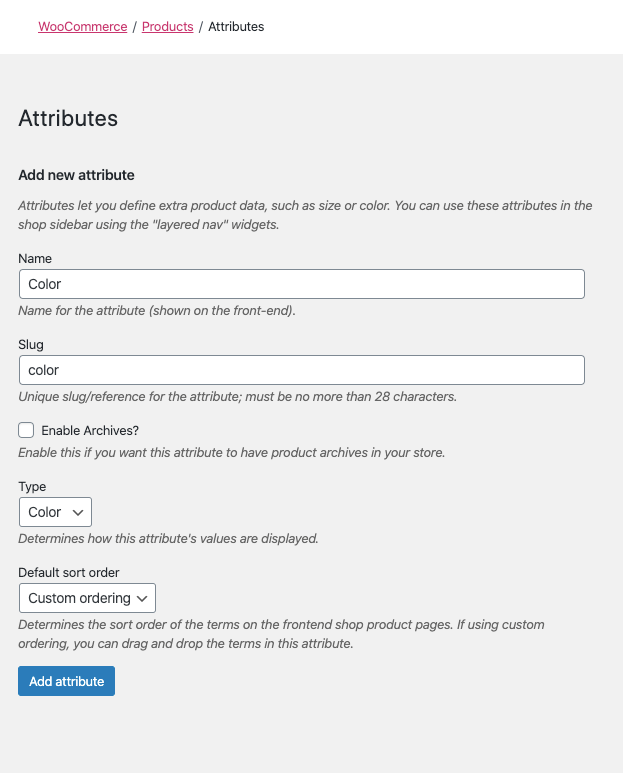 WooCommerce / Products / Attributes
Attributes
Add new attribute
Attributes let you define extra product data, such as size or color. You can use these attributes in the
shop sidebar using the "layered nav" widgets.
Name
Color
Name for the attribute (shown on the front-end).
Slug
color
Unique slug/reference for the attribute; must be no more than 28 characters.
Enable Archives?
Enable this if you want this attribute to have product archives in your store.
Type
Color
Determines how this attribute's values are displayed.
Default sort order
Custom ordering
Determines the sort order of the terms on the frontend shop product pages. If using custom
ordering, you can drag and drop the terms in this attribute.
Add attribute